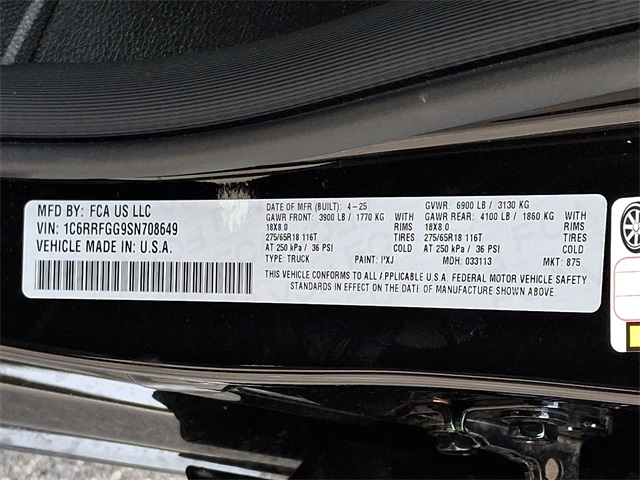 MFD BY: FCA US LLC
VIN: 1C6RRFGG9SN708649
VEHICLE MADE IN: U.S.A.
DATE OF MFR (BUILT): 4-25 GVWR: 6900 LB / 3130 KG
GAWR FRONT: 3900 LB / 1770 KG WITH GAWR REAR: 4100 LB / 1860 KG WITH
18X8.0 RIMS 18X8.0 RIMS
275/65R18 116T TIRES 275/65R18 116T TIRES
AT 250 kPa / 36 PSI COLD AT 250 kPa / 36 PSI COLD
TYPE: TRUCK PAINT: PXJ MDH: 033113 MKT: 875
THIS VEHICLE CONFORMS TO ALL APPLICABLE U.S.A. FEDERAL MOTOR VEHICLE SAFETY
STANDARDS IN EFFECT ON THE DATE OF MANUFACTURE SHOWN ABOVE.